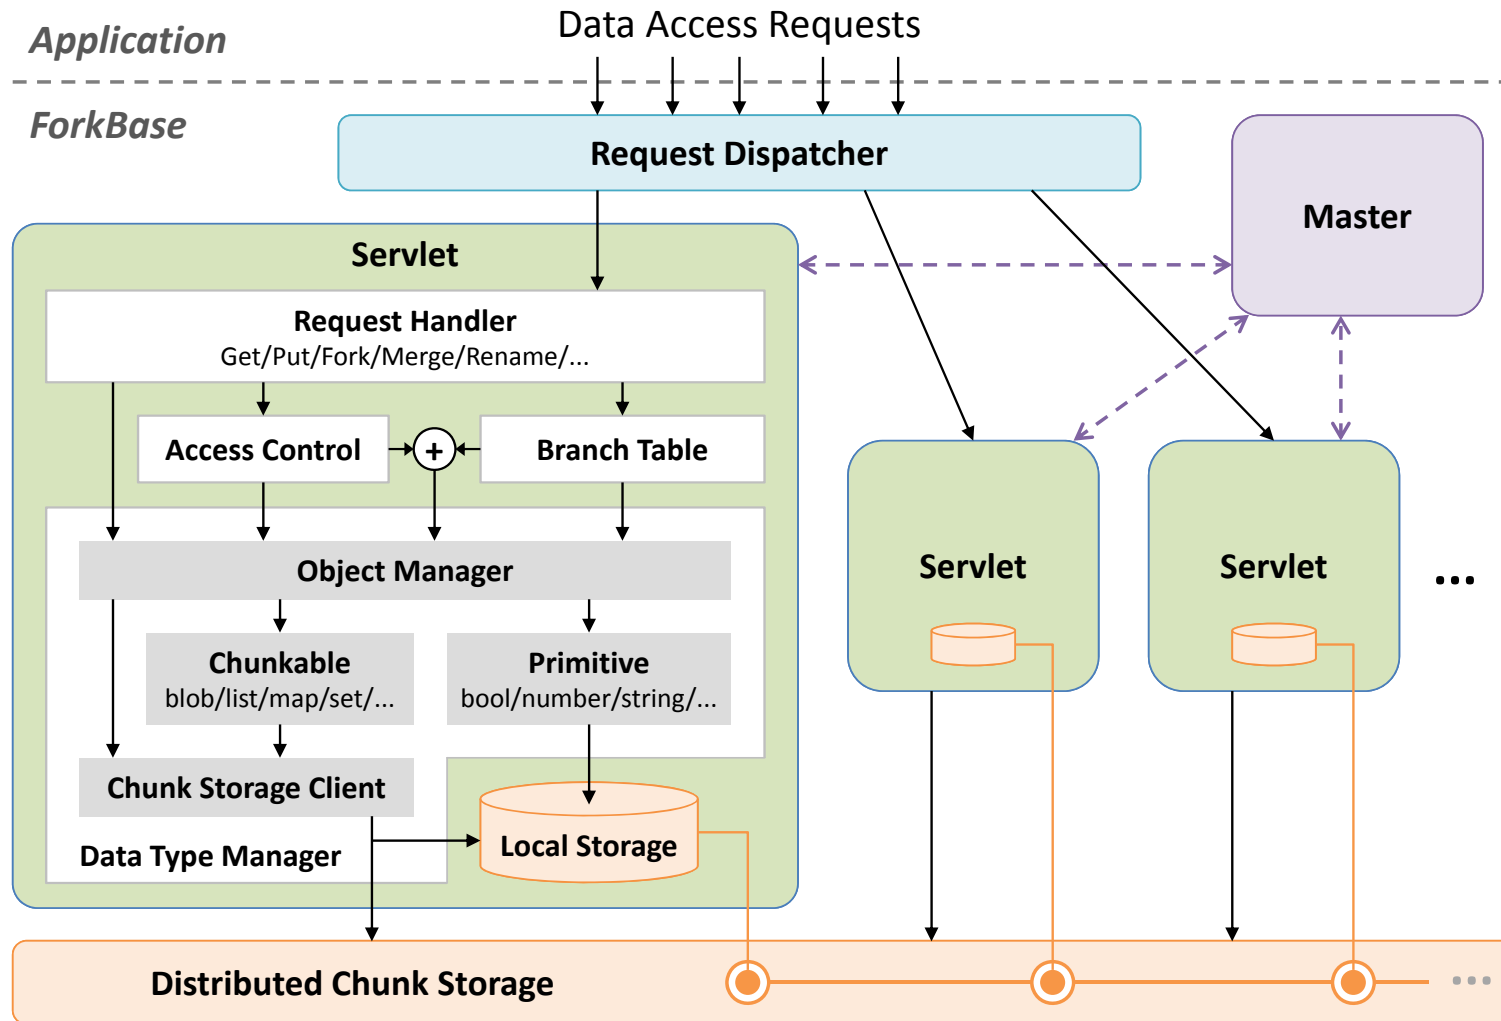 Application
Data Access Requests
ForkBase
Request Dispatcher
Master
Servlet
Request Handler
Get/Put/Fork/Merge/Rename/...
Access Control
+
Branch Table
Object Manager
Servlet
Servlet
...
Chunkable
blob/list/map/set/...
Primitive
bool/number/string/...
Chunk Storage Client
Local Storage
Data Type Manager
Distributed Chunk Storage
...